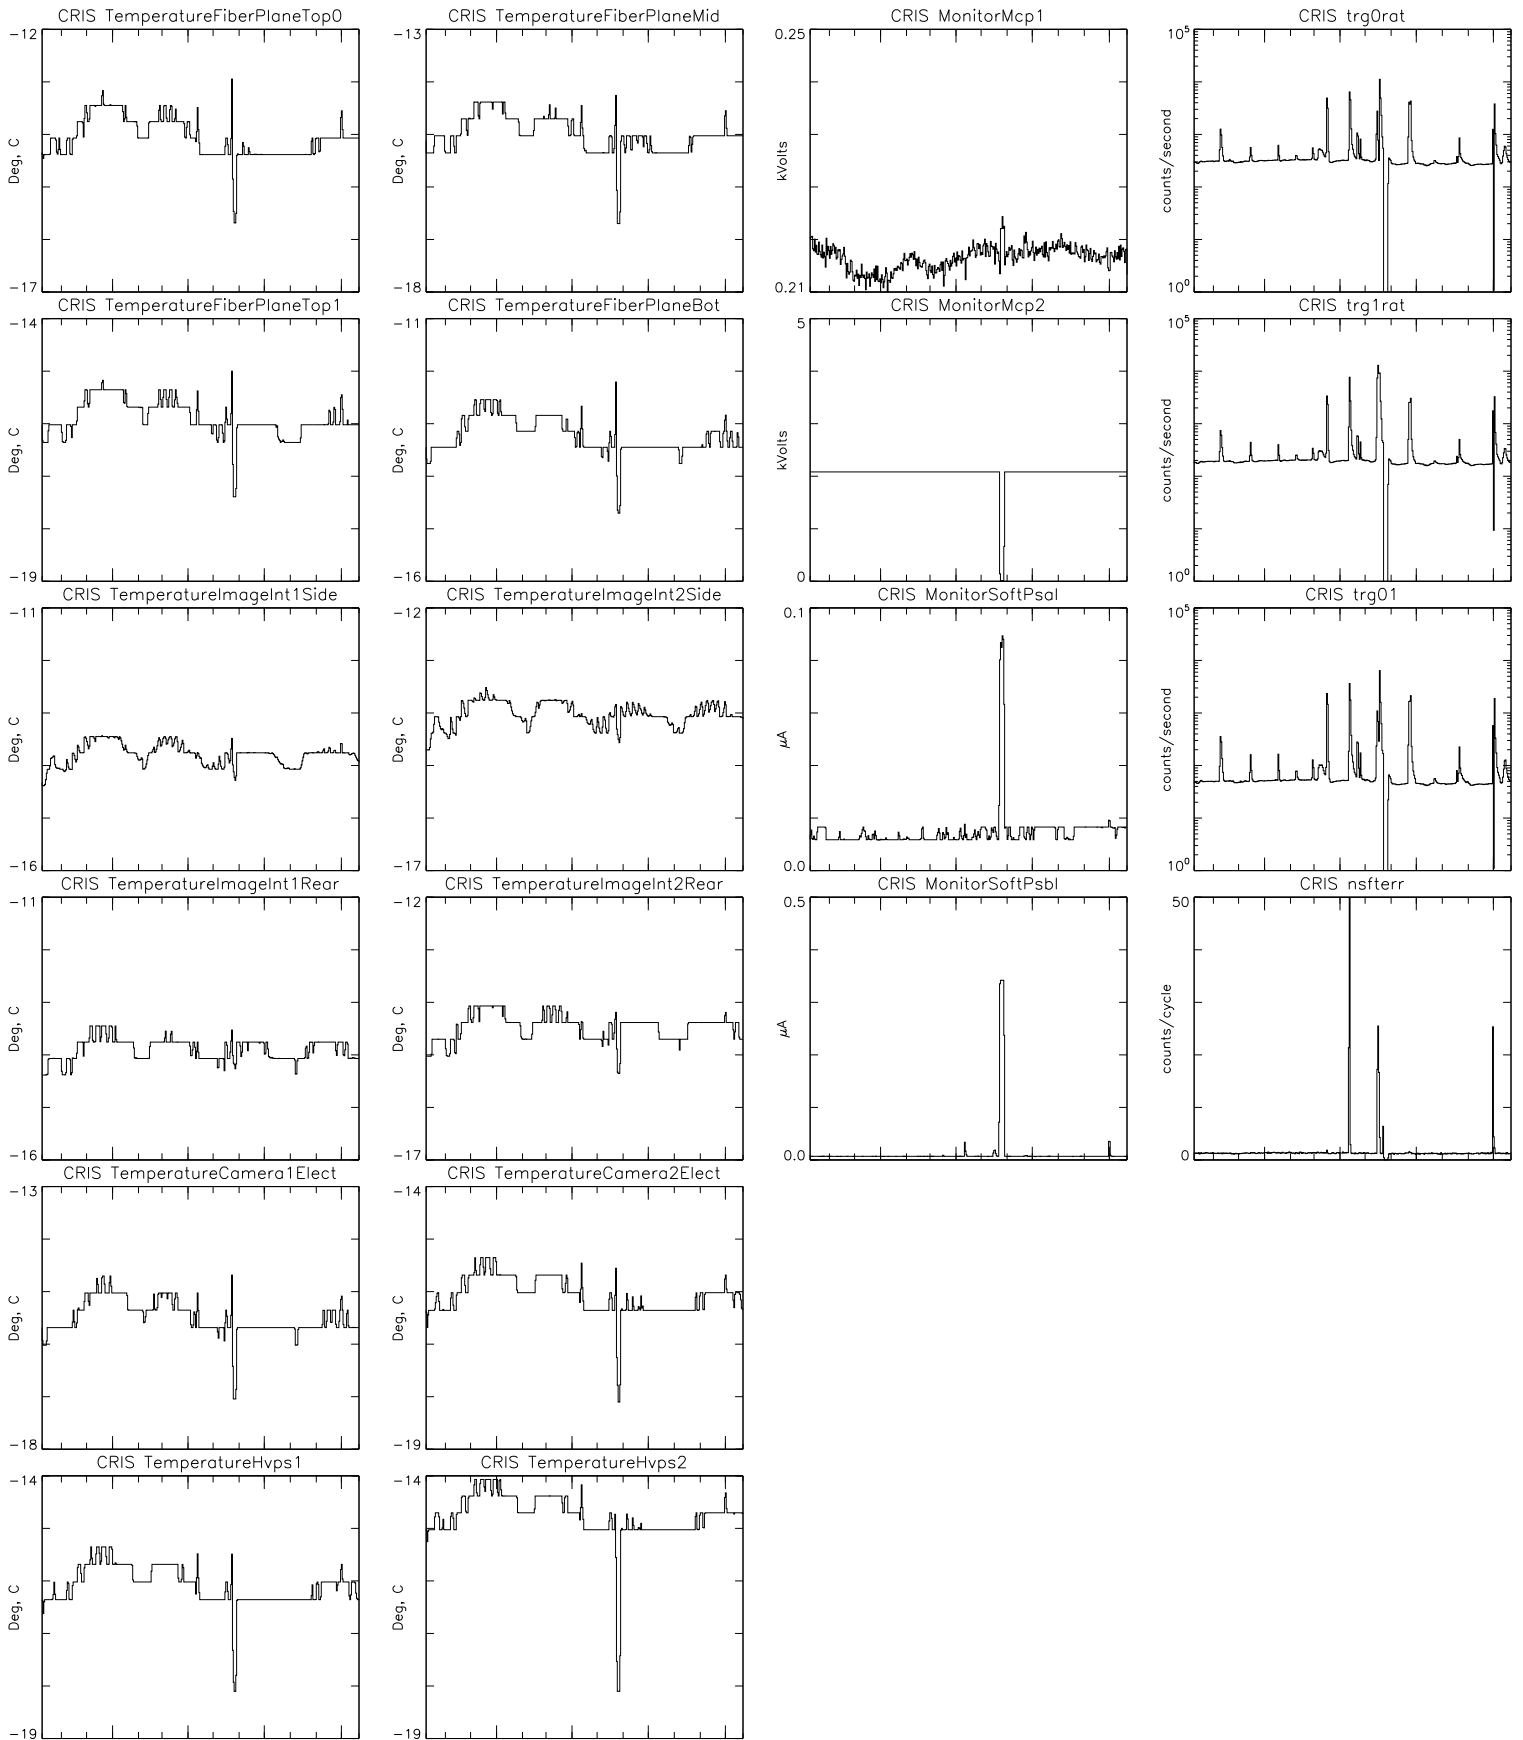 CRIS TemperatureFiberPlaneTop0
-12
Deg, C
-17
CRIS TemperatureFiberPlaneMid
-13
Deg, C
-18
CRIS MonitorMcp1
0.25
kVolts
0.21
CRIS trg0rat
10^5
counts/second
10^0
CRIS TemperatureFiberPlaneTop1
-14
Deg, C
-19
CRIS TemperatureFiberPlaneBot
-11
Deg, C
-16
CRIS MonitorMcp2
5
kVolts
0
CRIS trg1rat
10^5
counts/second
10^0
CRIS TemperatureImageInt1Side
-11
Deg, C
-16
CRIS TemperatureImageInt2Side
-12
Deg, C
-17
CRIS MonitorSoftPsaI
0.1
μA
0.0
CRIS trg01
10^5
counts/second
10^0
CRIS TemperatureImageInt1Rear
-11
Deg, C
-16
CRIS TemperatureImageInt2Rear
-12
Deg, C
-17
CRIS MonitorSoftPsbI
0.5
μA
0.0
CRIS nsfterr
50
counts/cycle
0
CRIS TemperatureCamera1Elect
-13
Deg, C
-18
CRIS TemperatureCamera2Elect
-14
Deg, C
-19
CRIS TemperatureHvps1
-14
Deg, C
-19
CRIS TemperatureHvps2
-14
Deg, C
-19